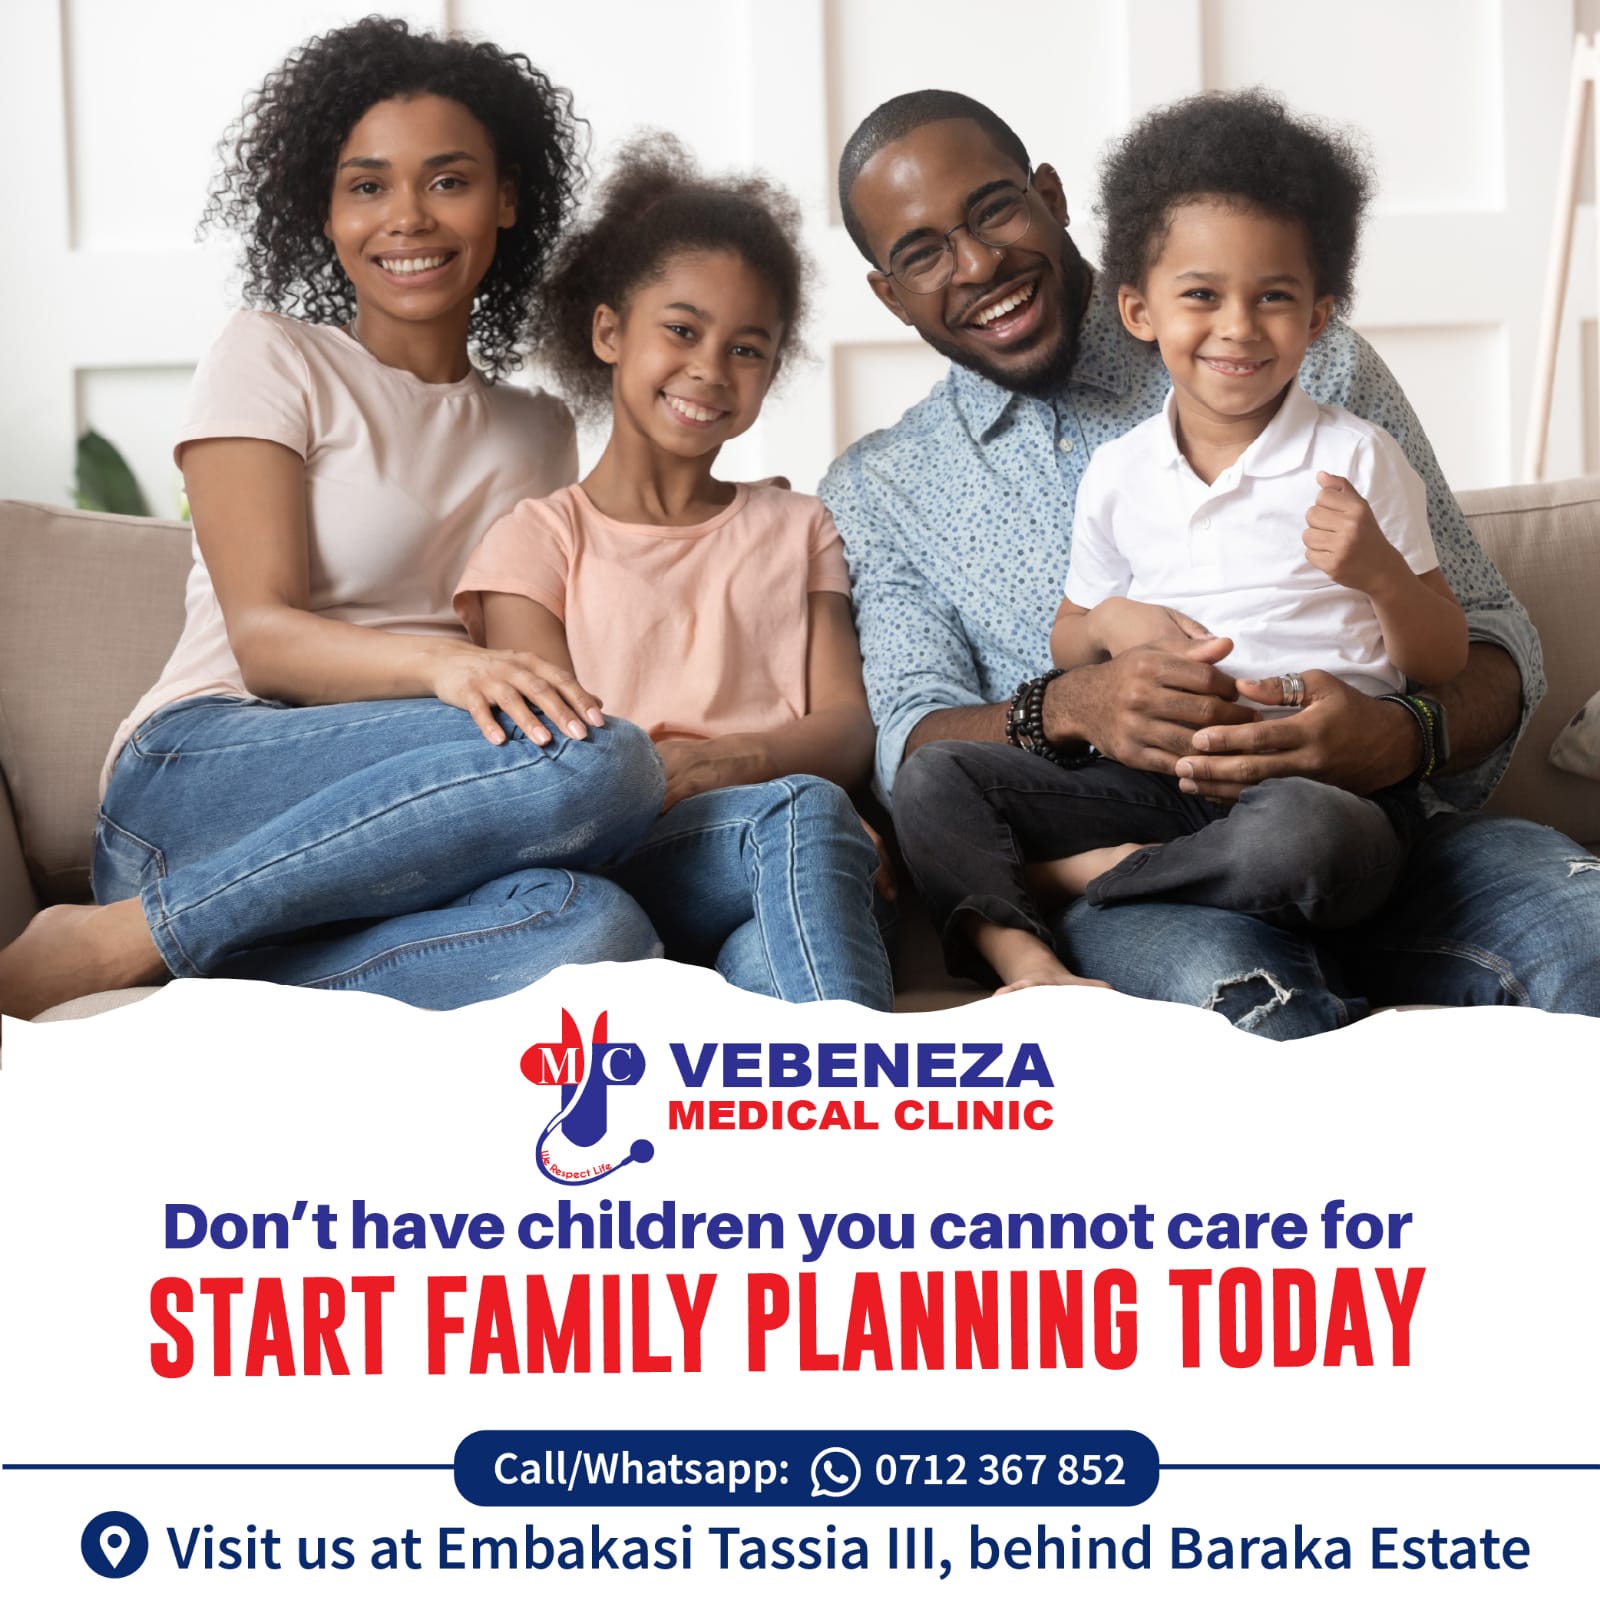 MC
VEBENEZA
MEDICAL CLINIC
We Respect Life
Don't have children you cannot care for
START FAMILY PLANNING TODAY
Call/Whatsapp: 0712 367 852
Visit us at Embakasi Tassia III, behind Baraka Estate